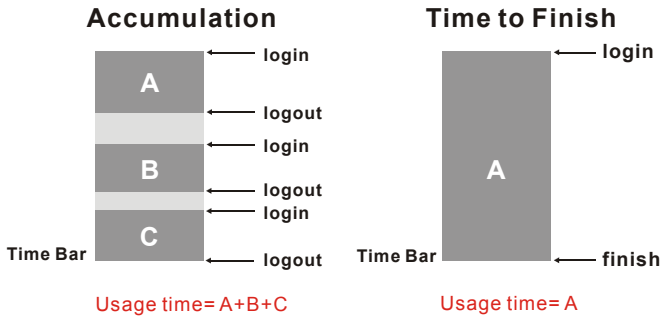 Accumulation
login
A
logout
login
B
logout
login
C
Time Bar
logout
Usage time= A+B+C
Time to Finish
login
A
Time Bar
finish
Usage time= A